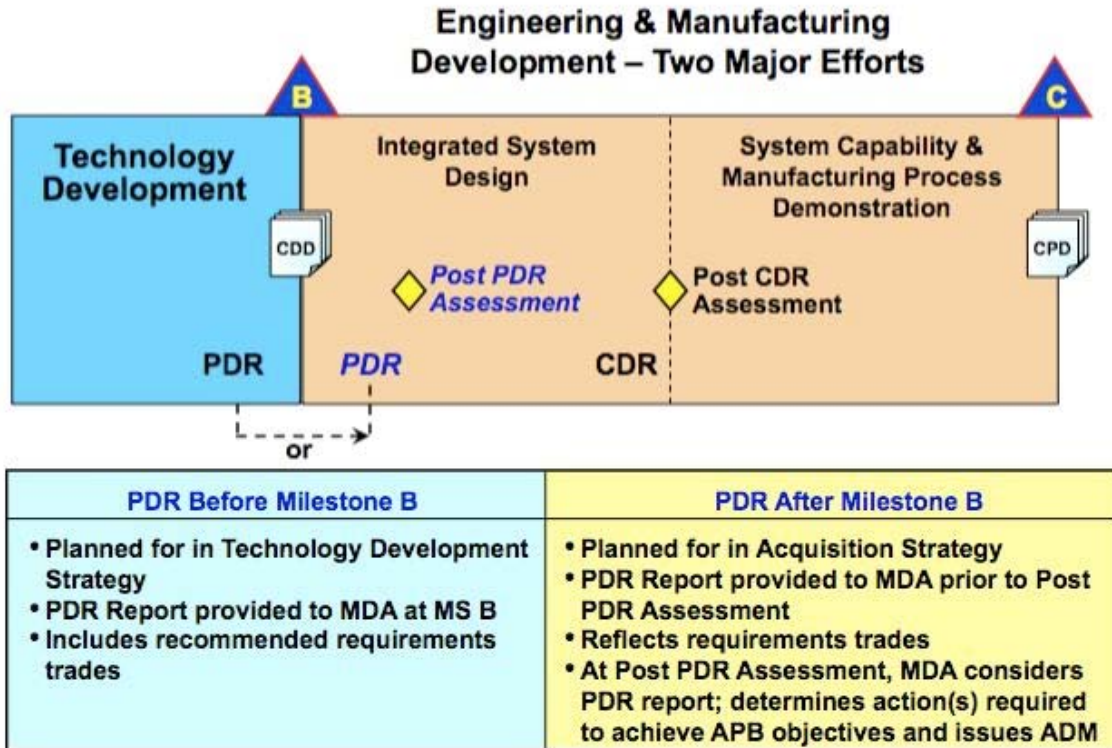 Engineering & Manufacturing
Development – Two Major Efforts
B
C
Technology
Development
Integrated System
Design
System Capability &
Manufacturing Process
Demonstration
CDD
CPD
Post PDR
Assessment
Post CDR
Assessment
PDR
PDR
CDR
or
PDR Before Milestone B
• Planned for in Technology Development
Strategy
• PDR Report provided to MDA at MS B
• Includes recommended requirements
trades
PDR After Milestone B
• Planned for in Acquisition Strategy
• PDR Report provided to MDA prior to Post
PDR Assessment
• Reflects requirements trades
• At Post PDR Assessment, MDA considers
PDR report; determines action(s) required
to achieve APB objectives and issues ADM